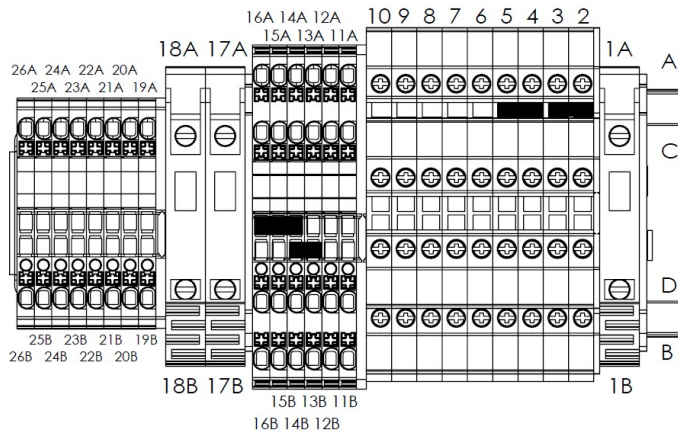 16A 14A 12A
15A 13A 11A
10 9 8 7 6 5 4 3 2
18A 17A
1A
A
26A 24A 22A 20A
25A 23A 21A 19A
C
D
25B 23B 21B 19B
26B 24B 22B 20B
18B 17B
1B
B
15B 13B 11B
16B 14B 12B